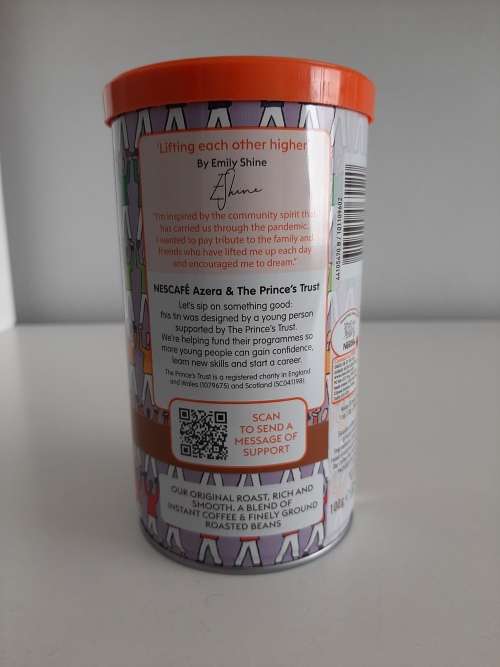 'Lifting each other higher
By Emily Shine
EShine
"I'm inspired by the community spirit that
has carried us through the pandemic.
I wanted to pay tribute to the family and
friends who have lifted me up each day
and encouraged me to dream."
NESCAFÉ Azera & The Prince's Trust
Let's sip on something good:
this tin was designed by a young person
supported by The Prince's Trust.
We're helping fund their programmes so
more young people can gain confidence,
learn new skills and start a career.
The Prince's Trust is a registered charity in England
and Wales (1079675) and Scotland (SC041198).
SCAN
TO SEND A
MESSAGE OF
SUPPORT
OUR ORIGINAL ROAST, RICH AND
SMOOTH. A BLEND OF
INSTANT COFFEE & FINELY GROUND
ROASTED BEANS
Nestlé
100g